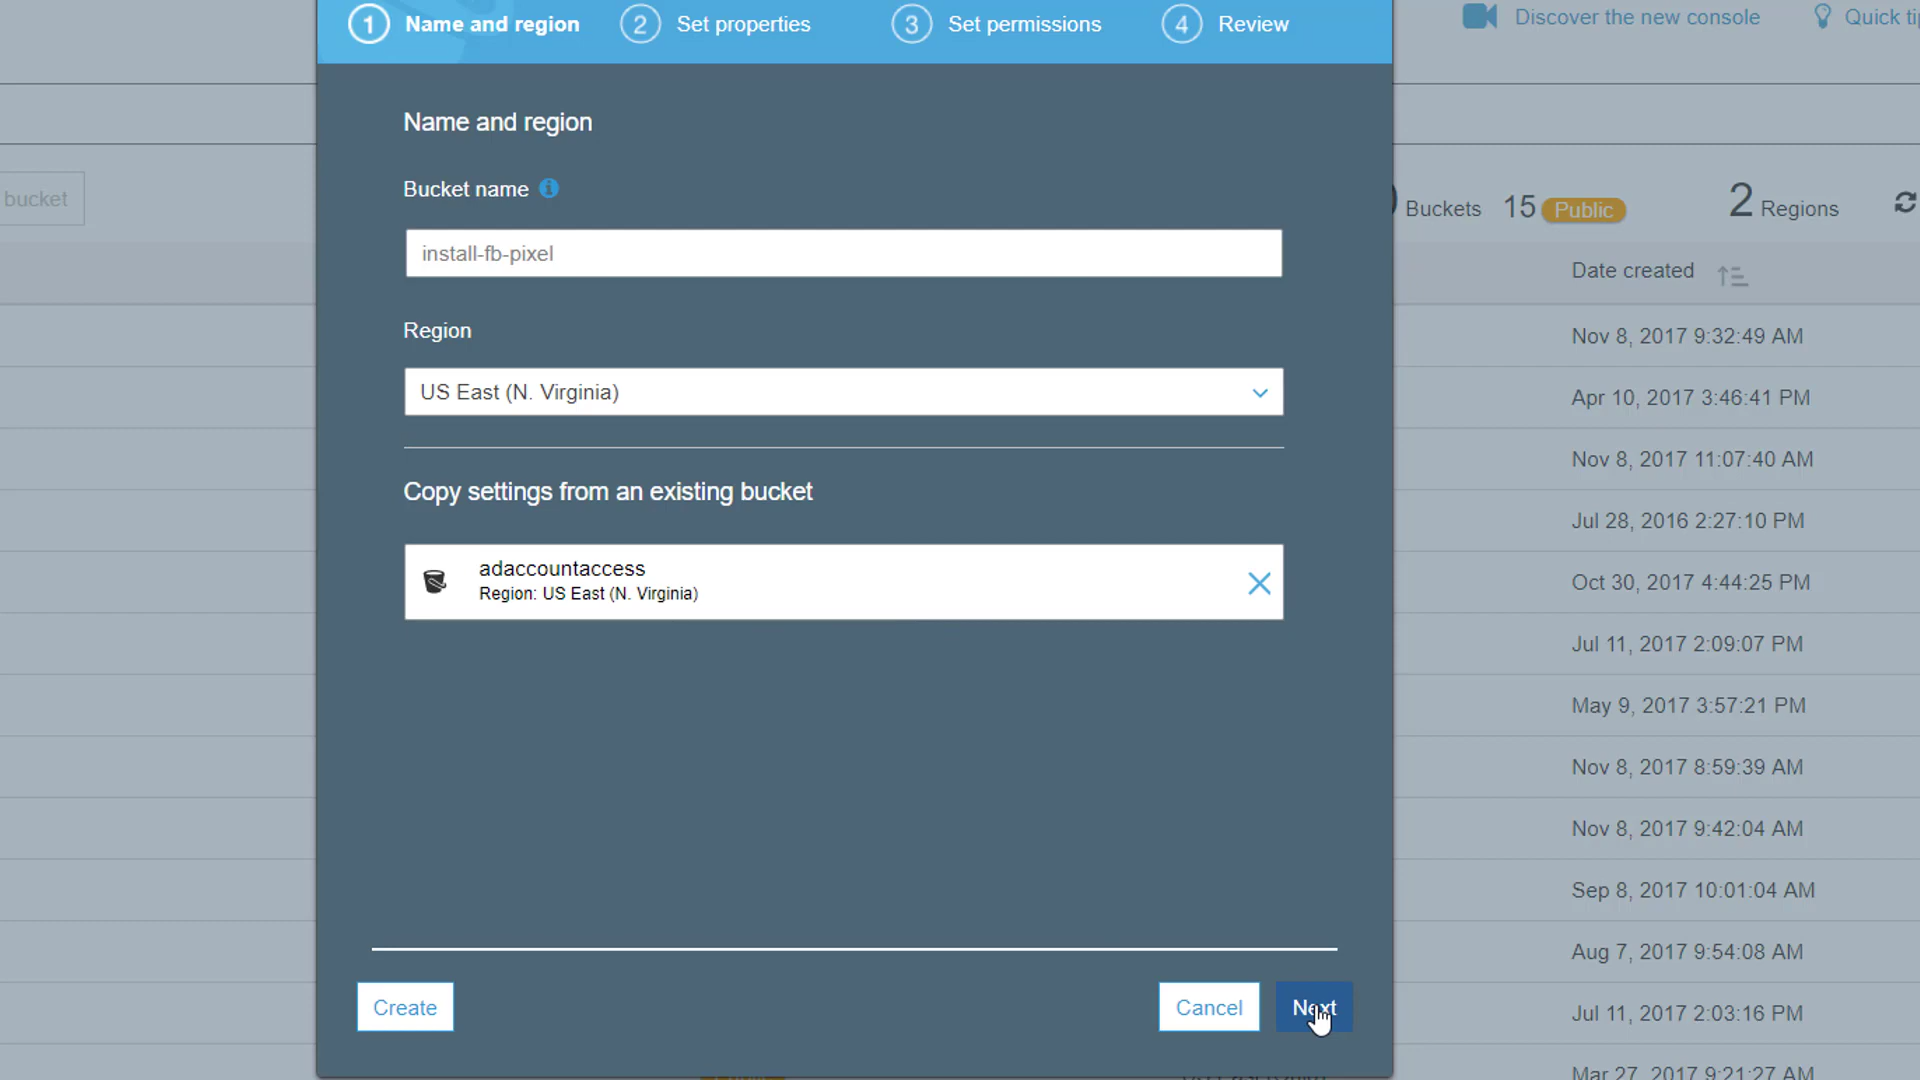 1 Name and region 2 Set properties 3 Set permissions 4 Review
Discover the new console
Quick
Name and region
Bucket name
bucket
install-fb-pixel
Buckets 15 Public 2 Regions
Region
Date created
US East (N. Virginia)
Copy settings from an existing bucket
adaccountaccess
Region: US East (N. Virginia)
Nov 8, 2017 9:32:49 AM
Apr 10, 2017 3:46:41 PM
Nov 8, 2017 11:07:40 AM
Jul 28, 2016 2:27:10 PM
Oct 30, 2017 4:44:25 PM
Jul 11, 2017 2:09:07 PM
May 9, 2017 3:57:21 PM
Nov 8, 2017 8:59:39 AM
Nov 8, 2017 9:42:04 AM
Sep 8, 2017 10:01:04 AM
Aug 7, 2017 9:54:08 AM
Jul 11, 2017 2:03:16 PM
Mar 27, 2017 9:21:27 AM
Create
Cancel
Next